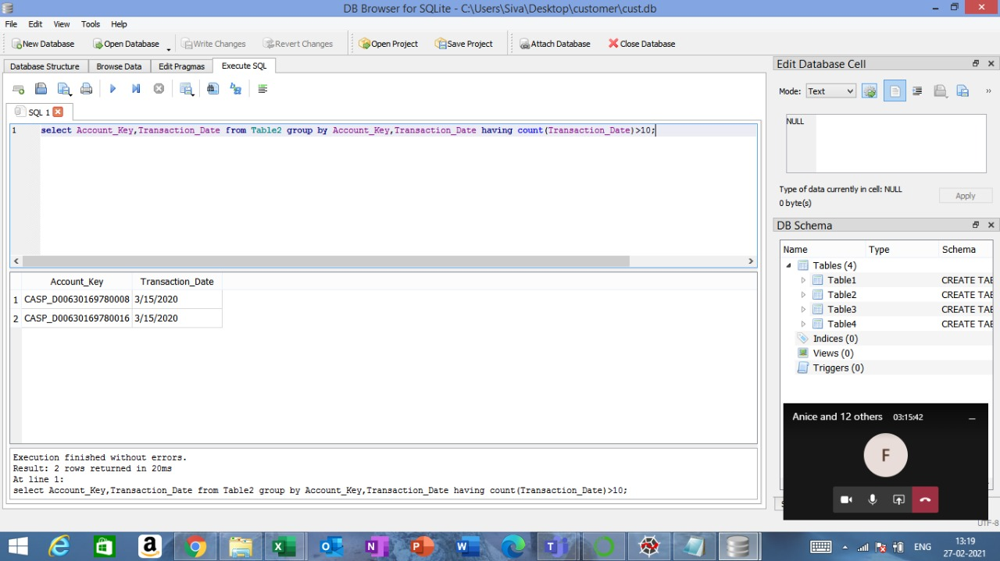 DB Browser for SQLite - C:\Users\Siva\Desktop\customer\cust.db
File Edit View Tools Help
New Database Open Database Write Changes Revert Changes Open Project Save Project Attach Database Close Database
Database Structure Browse Data Edit Pragmas Execute SQL
SQL 1
1 select Account_Key,Transaction_Date from Table2 group by Account_Key,Transaction_Date having count(Transaction_Date)>10;
Account_Key Transaction_Date
1 CASP_D00630169780008 3/15/2020
2 CASP_D00630169780016 3/15/2020
Execution finished without errors.
Result: 2 rows returned in 20ms
At line 1:
select Account_Key,Transaction_Date from Table2 group by Account_Key,Transaction_Date having count(Transaction_Date)>10;
Edit Database Cell
Mode: Text
NULL
Type of data currently in cell: NULL
0 byte(s)
Apply
DB Schema
Name Type Schema
Tables (4)
Table1 CREATE TAB
Table2 CREATE TAB
Table3 CREATE TAB
Table4 CREATE TAB
Indices (0)
Views (0)
Triggers (0)
Anice and 12 others 03:15:42
F
UTF-8
ENG
13:19
27-02-2021